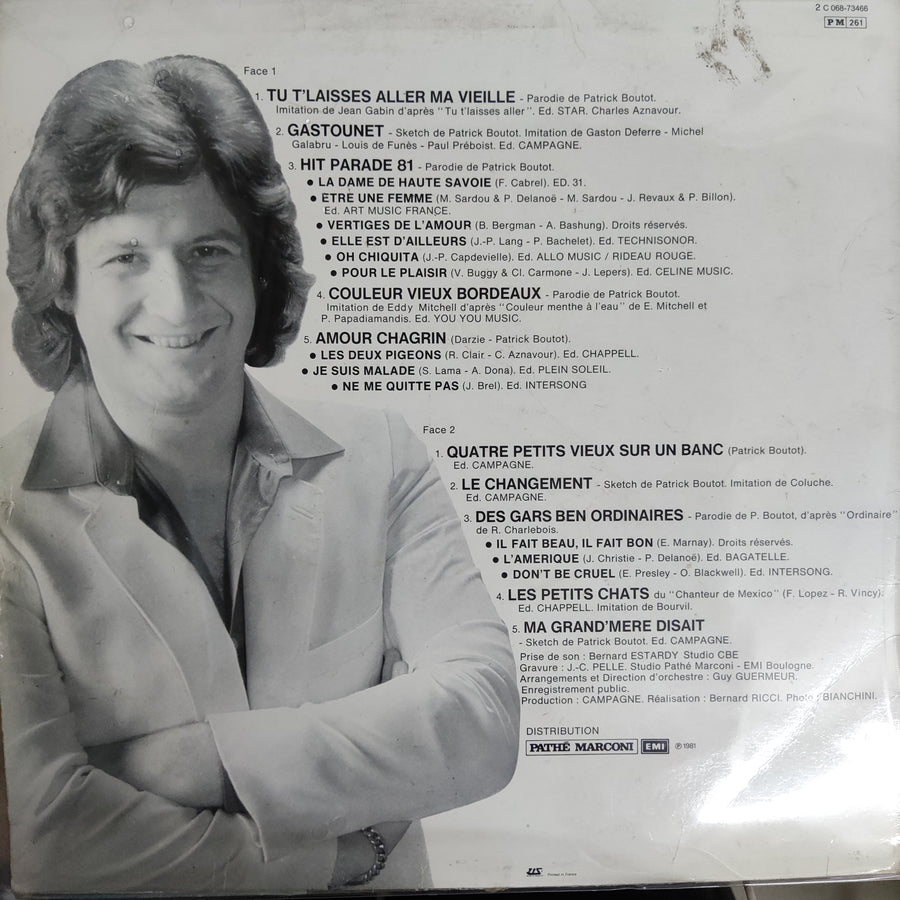 2 C 068-73466
PM 261
Face 1
1. TU T'LAISSES ALLER MA VIEILLE - Parodie de Patrick Boutot.
Imitation de Jean Gabin d'après "Tu t'laisses aller". Ed. STAR. Charles Aznavour.
2. GASTOUNET - Sketch de Patrick Boutot. Imitation de Gaston Deferre - Michel
Galabru - Louis de Funès - Paul Préboist. Ed. CAMPAGNE.
3. HIT PARADE 81 - Parodie de Patrick Boutot.
● LA DAME DE HAUTE SAVOIE (F. Cabrel). ED. 31.
● ETRE UNE FEMME (M. Sardou & P. Delanoë - M. Sardou - J. Revaux & P. Billon).
Ed. ART MUSIC FRANCE.
● VERTIGES DE L'AMOUR (B. Bergman - A. Bashung). Droits réservés.
● ELLE EST D'AILLEURS (J.-P. Lang - P. Bachelet). Ed. TECHNISONOR.
● OH CHIQUITA (J.-P. Capdevielle). Ed. ALLO MUSIC / RIDEAU ROUGE.
● POUR LE PLAISIR (V. Buggy & Cl. Carmone - J. Lepers). Ed. CELINE MUSIC.
4. COULEUR VIEUX BORDEAUX - Parodie de Patrick Boutot.
Imitation de Eddy Mitchell d'après "Couleur menthe à l'eau" de E. Mitchell et
P. Papadiamandis. Ed. YOU YOU MUSIC.
5. AMOUR CHAGRIN (Darzie - Patrick Boutot).
● LES DEUX PIGEONS (R. Clair - C. Aznavour). Ed. CHAPPELL.
● JE SUIS MALADE (S. Lama - A. Dona). Ed. PLEIN SOLEIL.
● NE ME QUITTE PAS (J. Brel). Ed. INTERSONG
Face 2
1. QUATRE PETITS VIEUX SUR UN BANC (Patrick Boutot).
Ed. CAMPAGNE.
2. LE CHANGEMENT - Sketch de Patrick Boutot. Imitation de Coluche.
Ed. CAMPAGNE.
3. DES GARS BEN ORDINAIRES - Parodie de P. Boutot, d'après "Ordinaire"
de R. Charlebois.
● IL FAIT BEAU, IL FAIT BON (E. Marnay). Droits réservés.
● L'AMERIQUE (J. Christie - P. Delanoë). Ed. BAGATELLE.
● DON'T BE CRUEL (E. Presley - O. Blackwell). Ed. INTERSONG.
4. LES PETITS CHATS du "Chanteur de Mexico" (F. Lopez - R. Vincy).
Ed. CHAPPELL. Imitation de Bourvil.
5. MA GRAND'MERE DISAIT
- Sketch de Patrick Boutot. Ed. CAMPAGNE.
Prise de son : Bernard ESTARDY Studio CBE
Gravure : J.-C. PELLE. Studio Pathé Marconi - EMI Boulogne.
Arrangements et Direction d'orchestre : Guy GUERMEUR.
Enregistrement public.
Production : CAMPAGNE. Réalisation : Bernard RICCI. Photo : BIANCHINI.
DISTRIBUTION
PATHÉ MARCONI EMI ℗ 1981
Printed in France